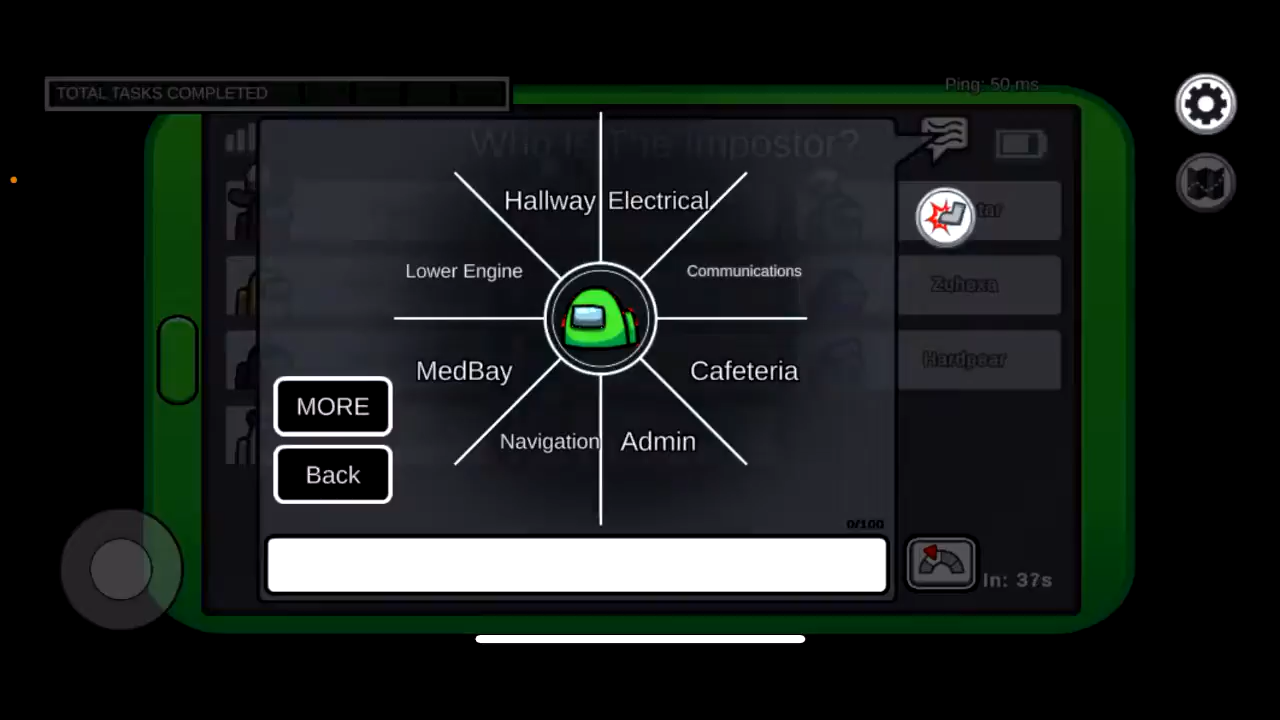 TOTAL TASKS COMPLETED
Ping: 50 ms
Who Is The Impostor?
Hallway
Electrical
Lower Engine
Communications
Zuhexa
MedBay
Cafeteria
Hardpear
MORE
Navigation
Admin
Back
0/100
In: 37s